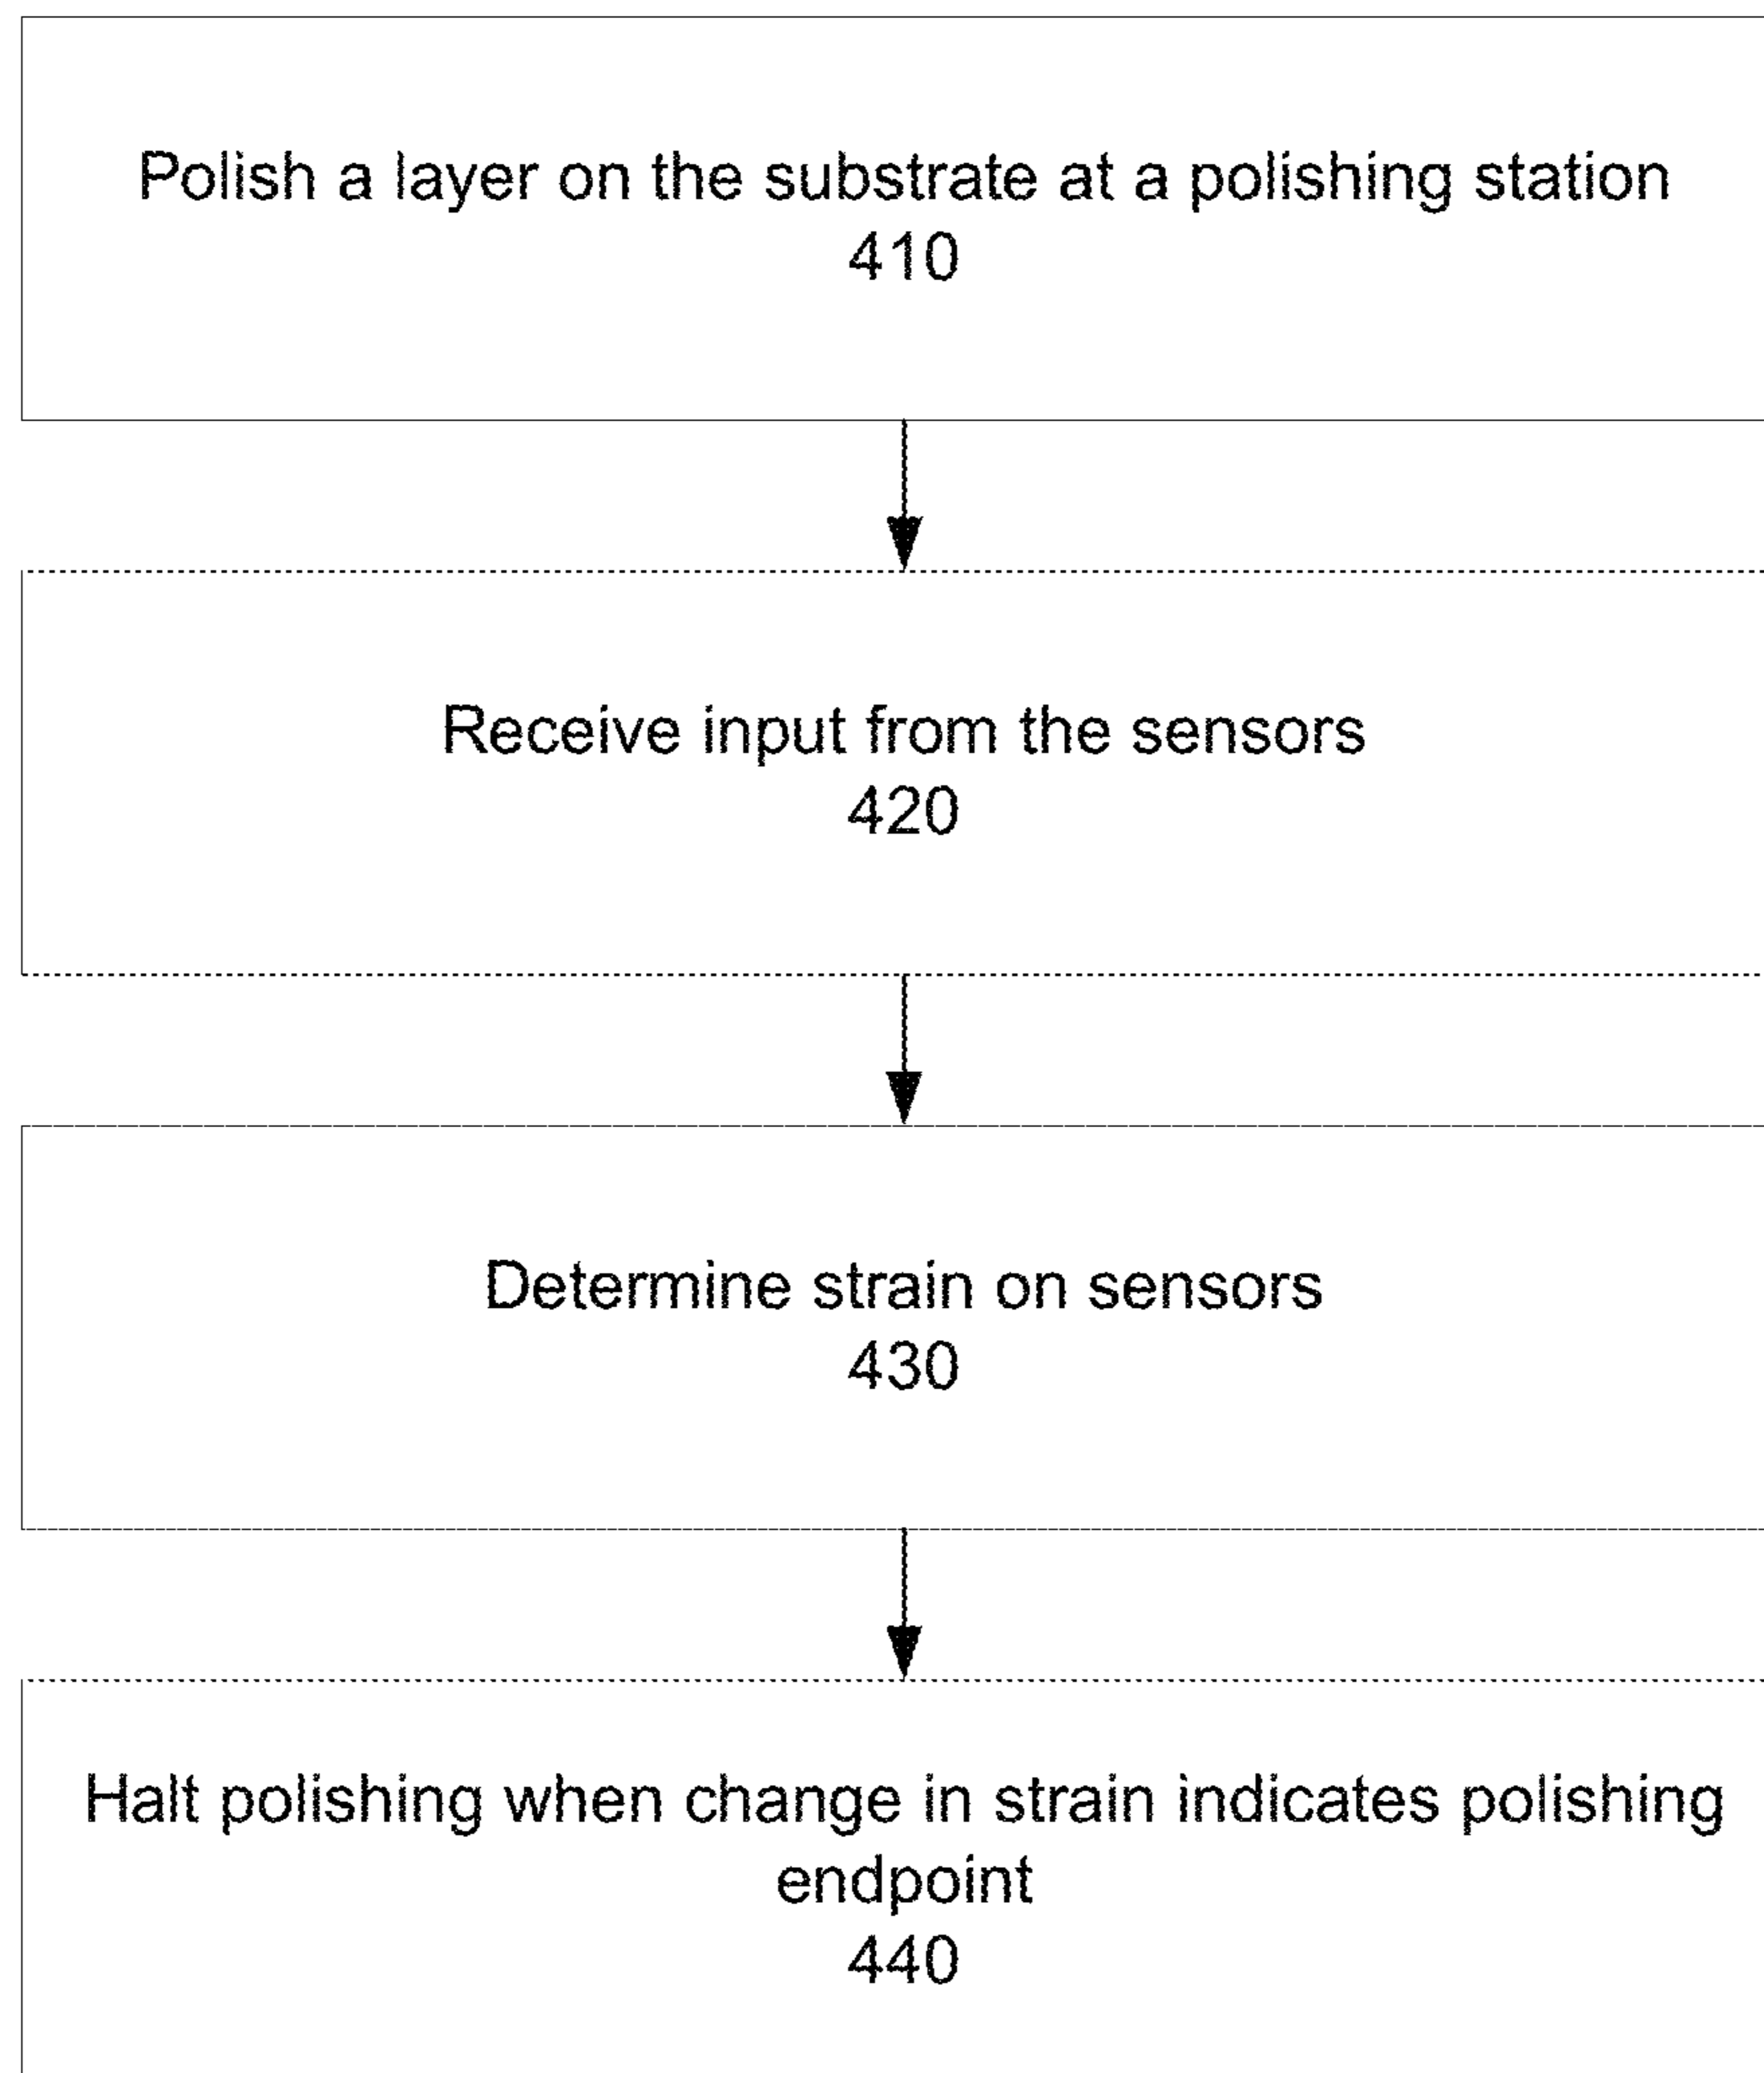 Polish a layer on the substrate at a polishing station
410
Receive input from the sensors
420
Determine strain on sensors
430
Halt polishing when change in strain indicates polishing
endpoint
440